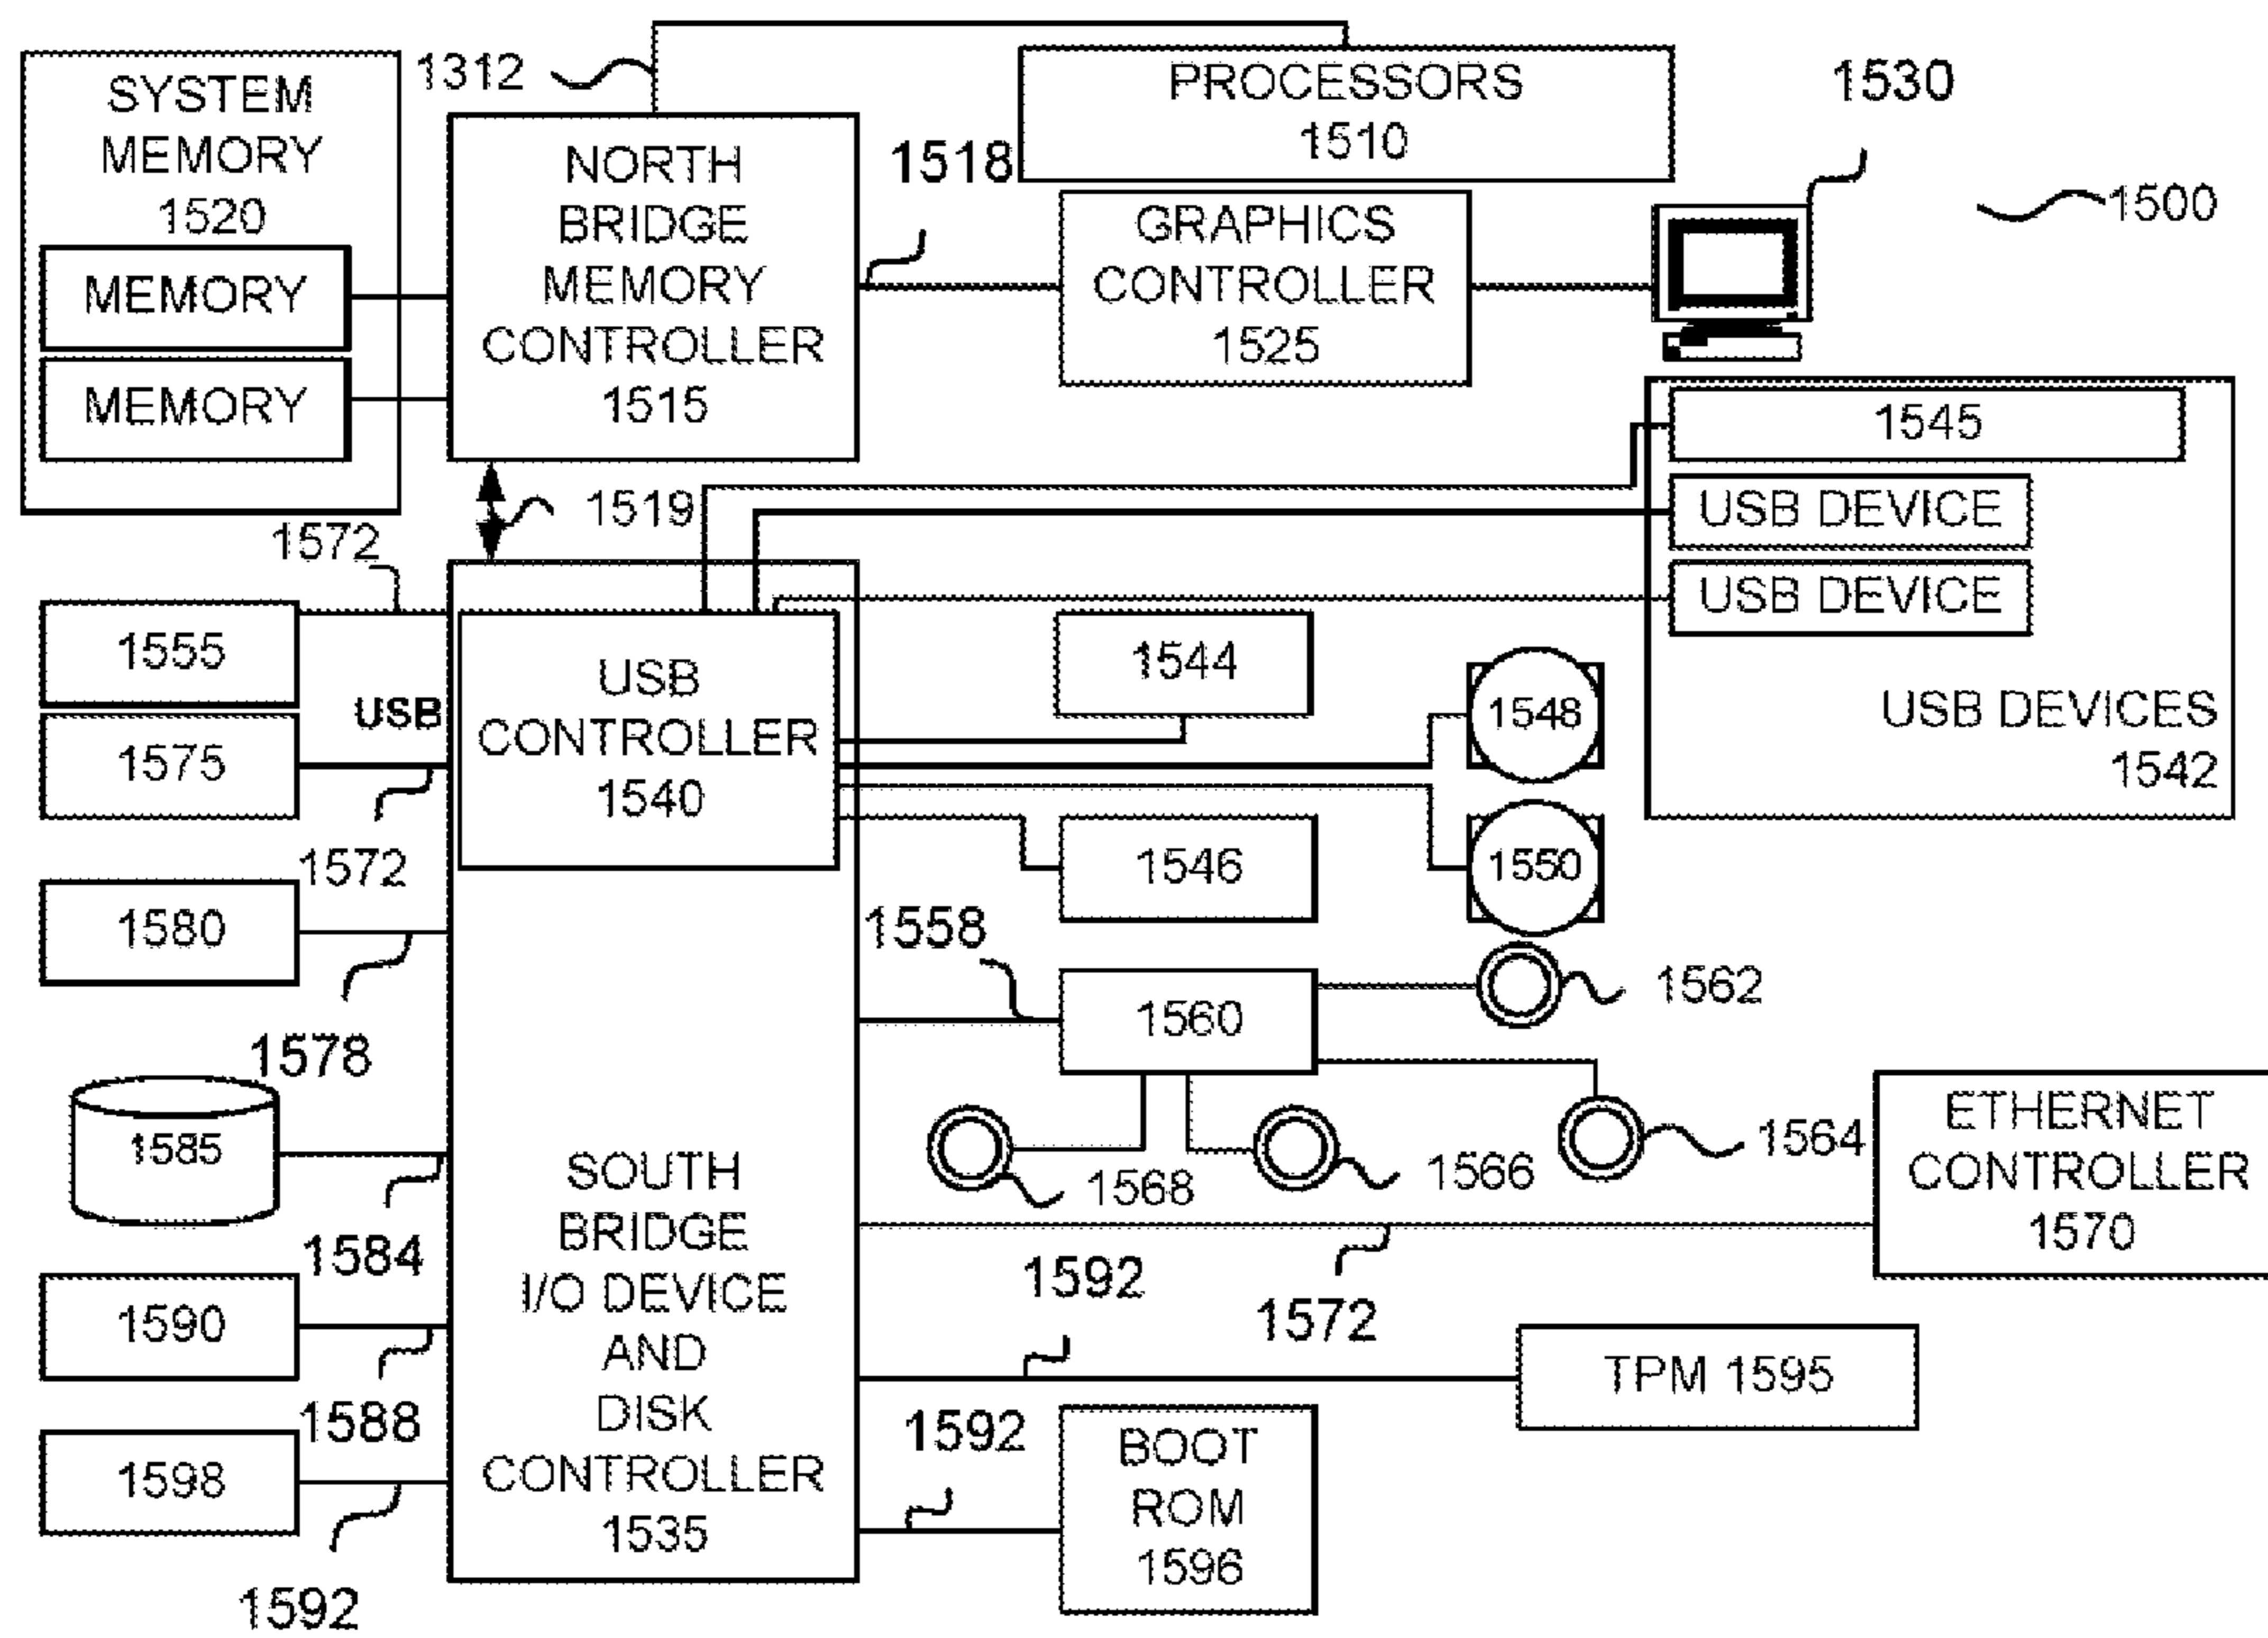 1312
SYSTEM
MEMORY
1520
MEMORY
MEMORY
NORTH
BRIDGE
MEMORY
CONTROLLER
1515
1518
PROCESSORS
1510
GRAPHICS
CONTROLLER
1525
1530
1500
1519
1545
USB DEVICE
USB DEVICE
USB DEVICES
1542
1572
1555
USB
1575
1572
USB
CONTROLLER
1540
1544
1548
1546
1550
1580
1578
1558
1560
1562
1564
1566
1568
1585
1584
SOUTH
BRIDGE
I/O DEVICE
AND
DISK
CONTROLLER
1535
ETHERNET
CONTROLLER
1570
1572
1592
TPM 1595
1590
1588
1598
1592
1592
BOOT
ROM
1596